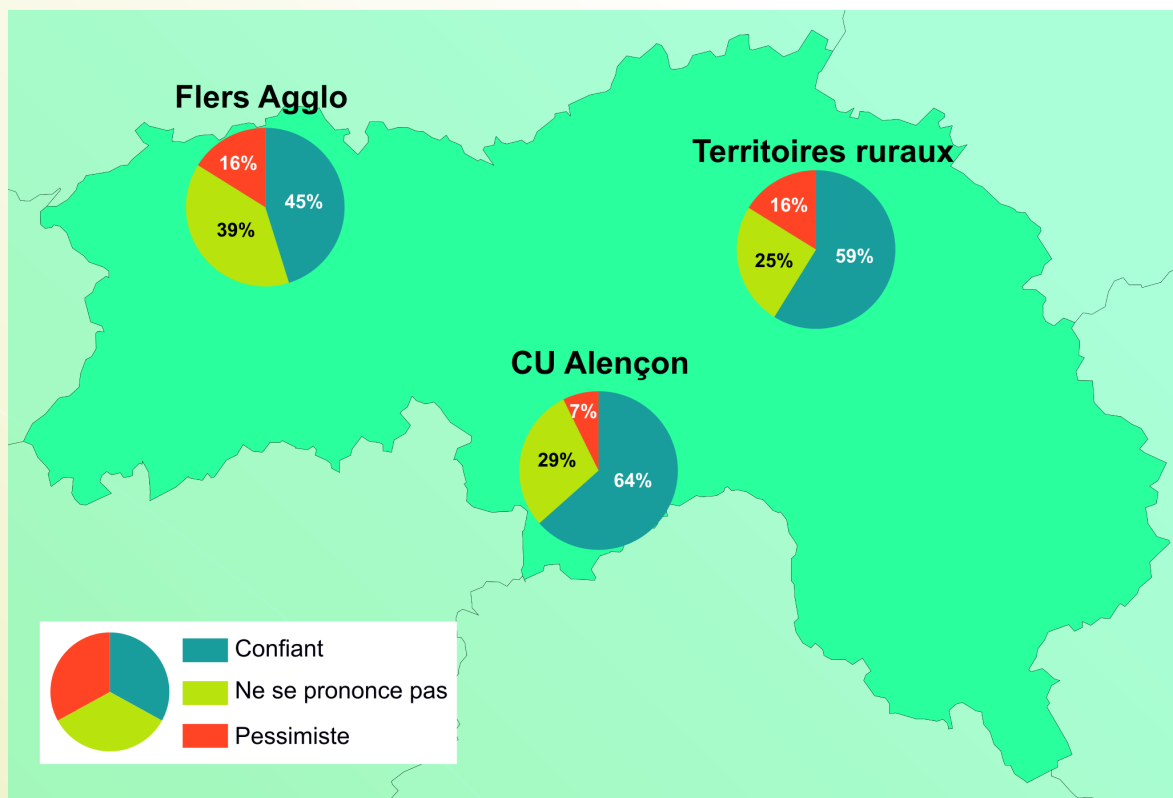 Flers Agglo
16%
45%
39%
Territoires ruraux
16%
59%
25%
CU Alençon
7%
29%
64%
Confiant
Ne se prononce pas
Pessimiste